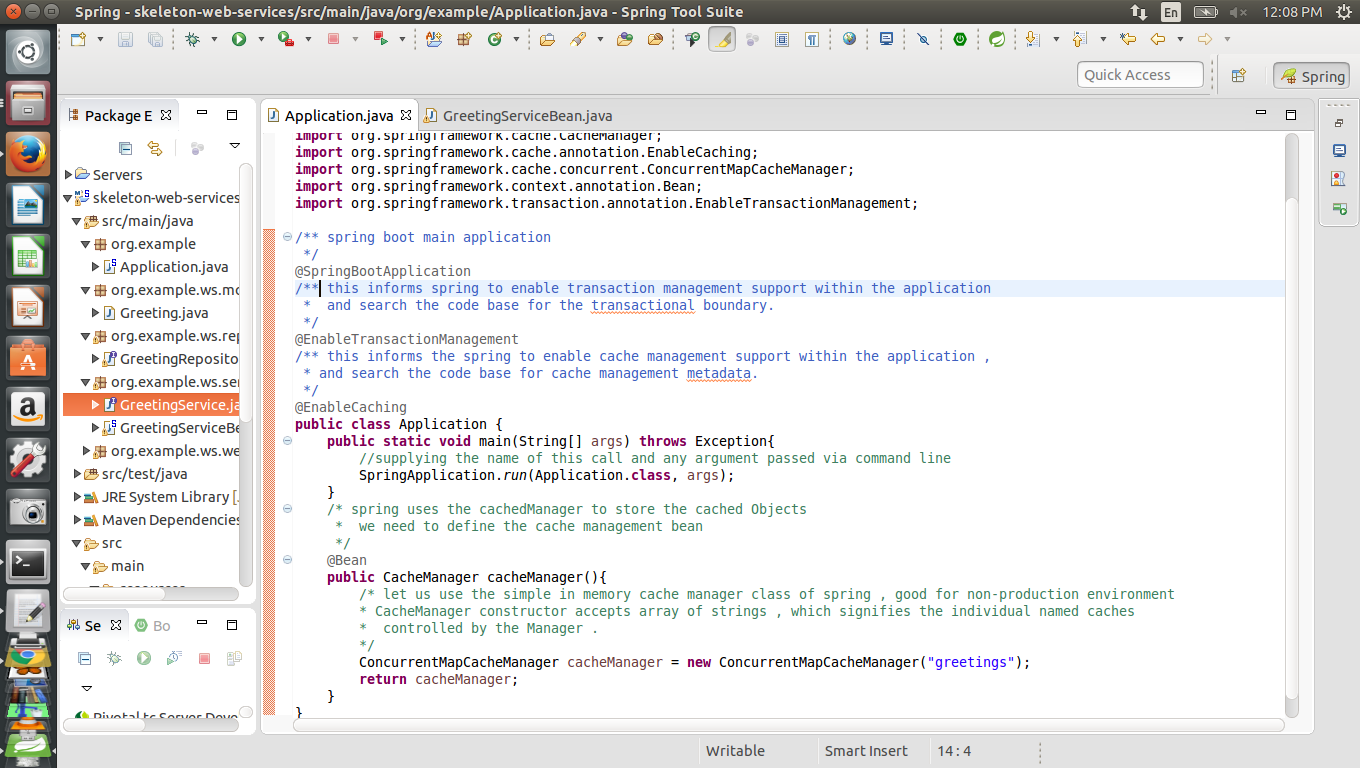 Spring - skeleton-web-services/src/main/java/org/example/Application.java - Spring Tool Suite
En
12:08 PM
Quick Access
Spring
Package E
Application.java
GreetingServiceBean.java
Servers
skeleton-web-services
src/main/java
org.example
Application.java
org.example.ws.mo
Greeting.java
org.example.ws.rep
GreetingReposito
org.example.ws.ser
GreetingService.ja
GreetingServiceBe
org.example.ws.we
src/test/java
JRE System Library [
Maven Dependencies
src
main
import org.springframework.cache.CacheManager;
import org.springframework.cache.annotation.EnableCaching;
import org.springframework.cache.concurrent.ConcurrentMapCacheManager;
import org.springframework.context.annotation.Bean;
import org.springframework.transaction.annotation.EnableTransactionManagement;
/** spring boot main application
*/
@SpringBootApplication
/** this informs spring to enable transaction management support within the application
* and search the code base for the transactional boundary.
*/
@EnableTransactionManagement
/** this informs the spring to enable cache management support within the application ,
* and search the code base for cache management metadata.
*/
@EnableCaching
public class Application {
public static void main(String[] args) throws Exception{
//supplying the name of this call and any argument passed via command line
SpringApplication.run(Application.class, args);
}
/* spring uses the cachedManager to store the cached Objects
* we need to define the cache management bean
*/
@Bean
public CacheManager cacheManager(){
/* let us use the simple in memory cache manager class of spring , good for non-production environment
* CacheManager constructor accepts array of strings , which signifies the individual named caches
* controlled by the Manager .
*/
ConcurrentMapCacheManager cacheManager = new ConcurrentMapCacheManager("greetings");
return cacheManager;
}
}
Se
Bo
Pivotal tc Server Deve
Writable
Smart Insert
14 : 4